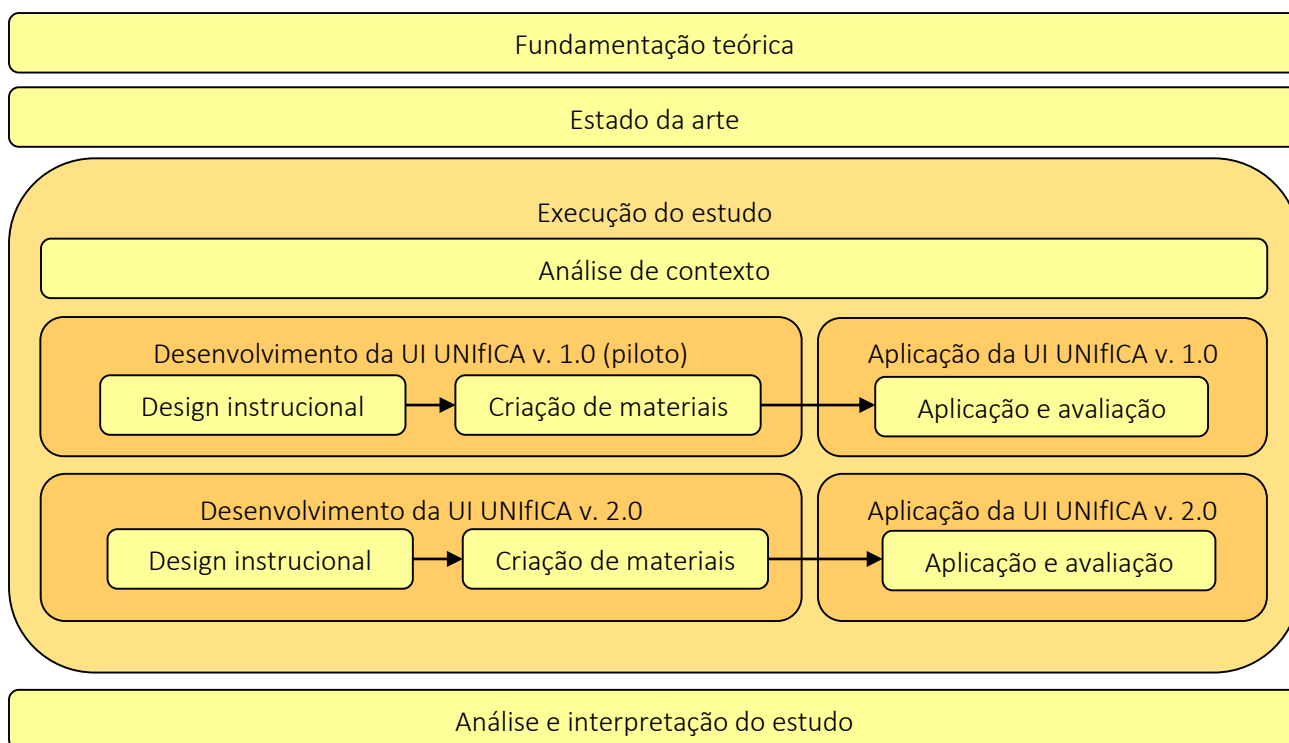 Fundamentação teórica
Estado da arte
Execução do estudo
Análise de contexto
Desenvolvimento da UI UNIfICA v. 1.0 (piloto)
Design instrucional
Criação de materiais
Aplicação da UI UNIfICA v. 1.0
Aplicação e avaliação
Desenvolvimento da UI UNIfICA v. 2.0
Design instrucional
Criação de materiais
Aplicação da UI UNIfICA v. 2.0
Aplicação e avaliação
Análise e interpretação do estudo